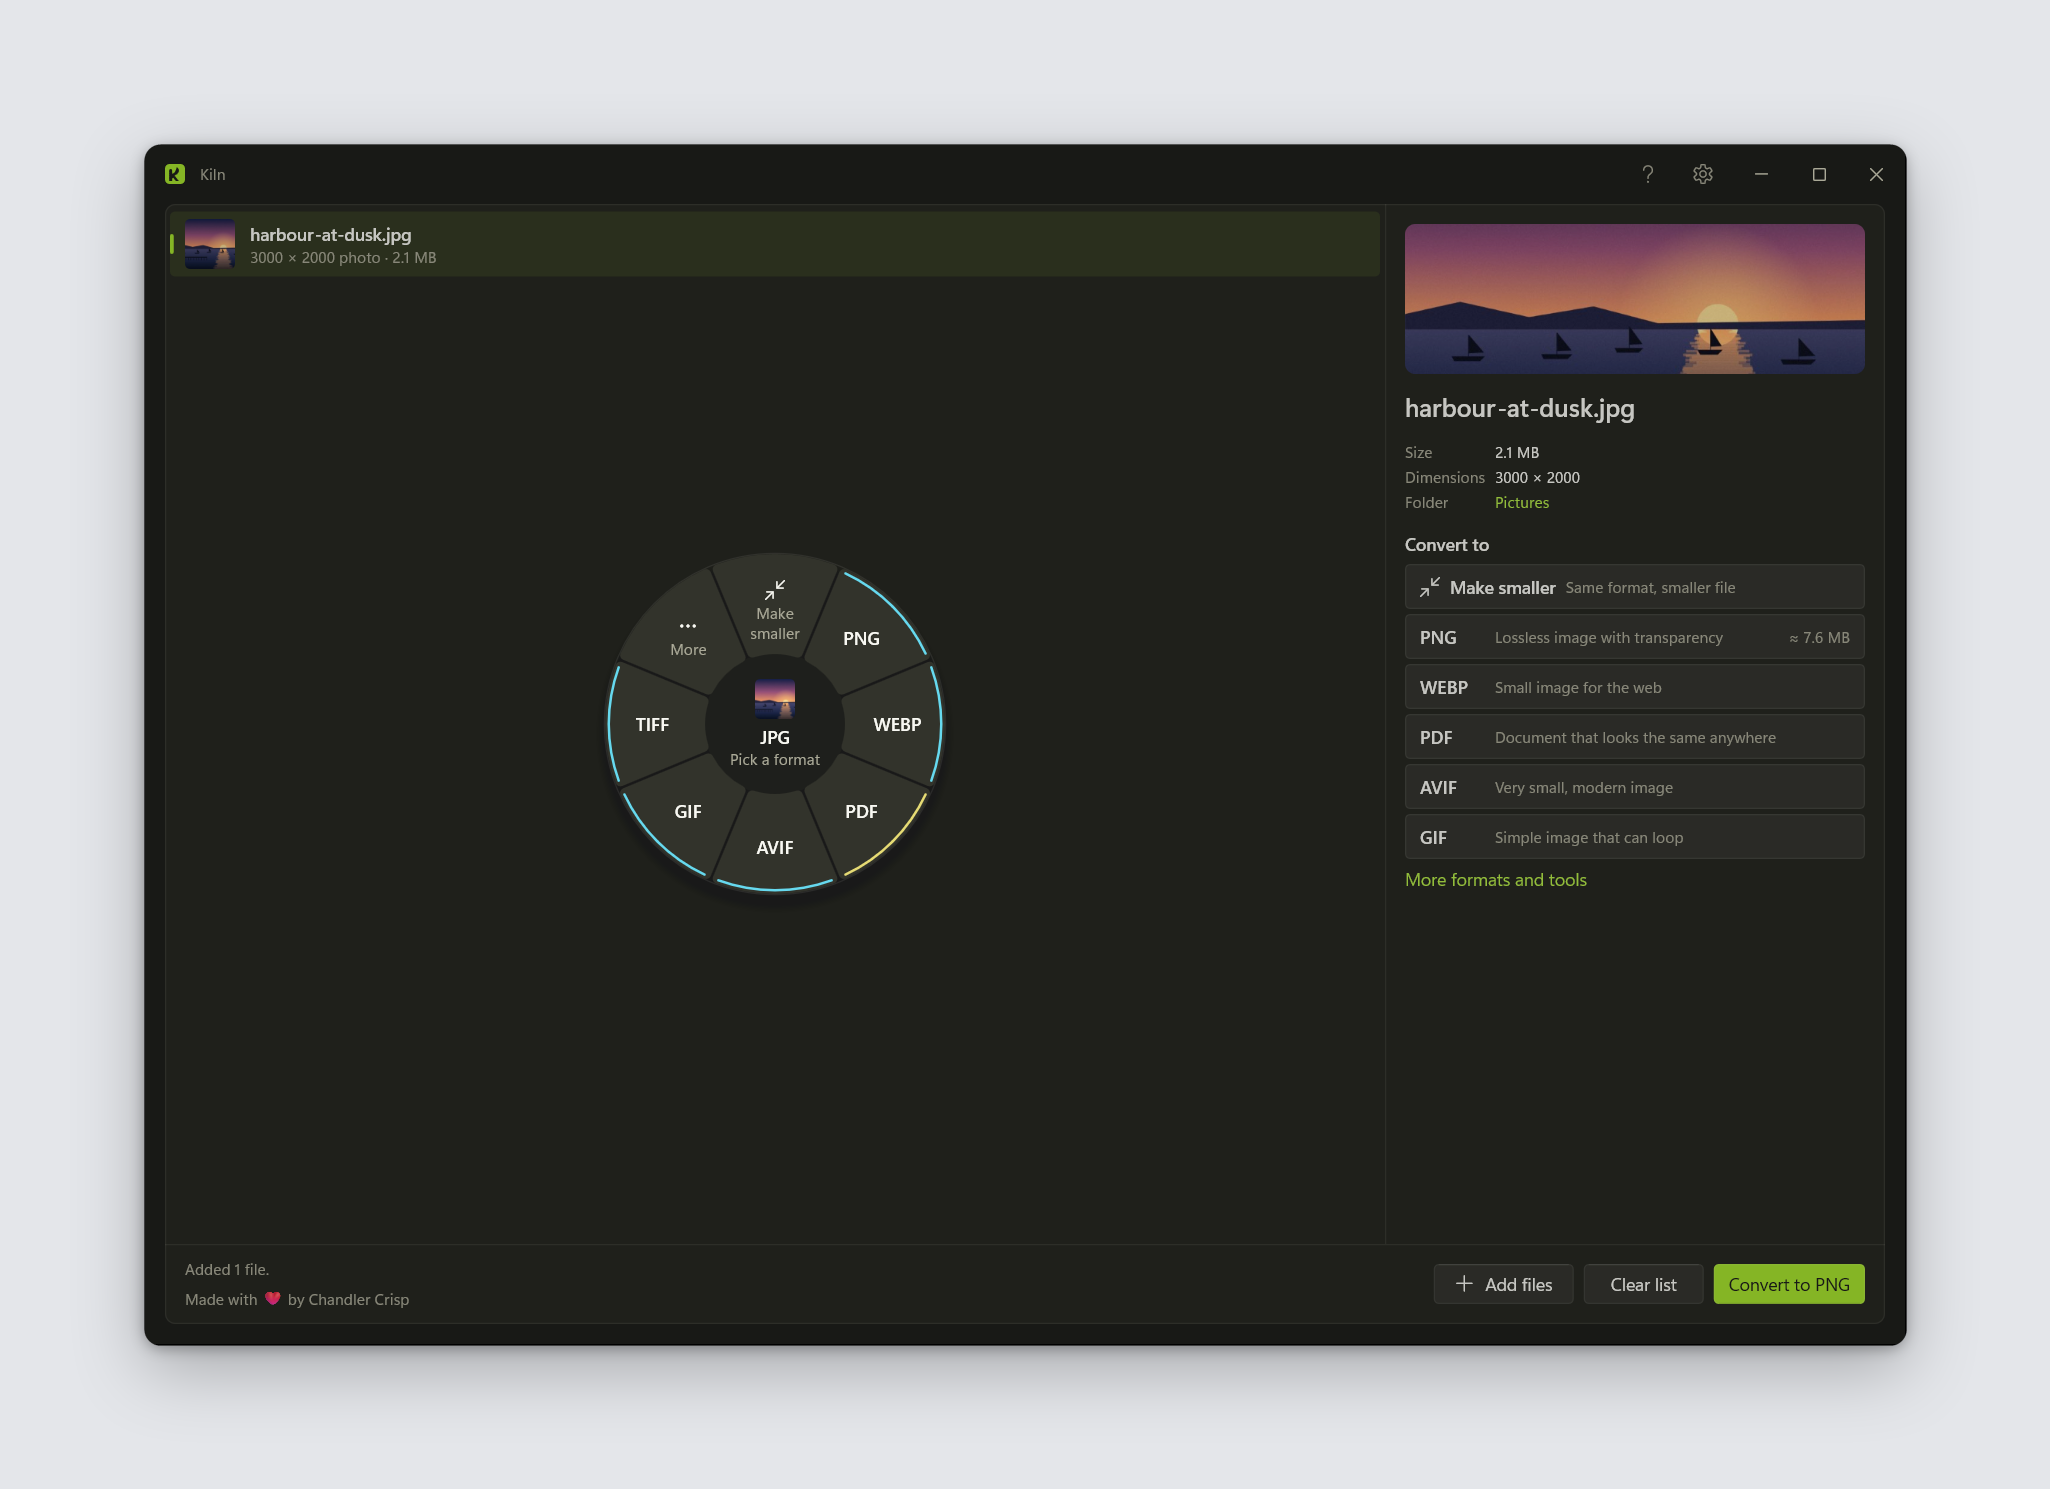 Kiln
harbour-at-dusk.jpg
3000 × 2000 photo · 2.1 MB
Make
smaller
PNG
WEBP
PDF
AVIF
GIF
TIFF
More
JPG
Pick a format
harbour-at-dusk.jpg
Size 2.1 MB
Dimensions 3000 × 2000
Folder Pictures
Convert to
Make smaller Same format, smaller file
PNG Lossless image with transparency ≈ 7.6 MB
WEBP Small image for the web
PDF Document that looks the same anywhere
AVIF Very small, modern image
GIF Simple image that can loop
More formats and tools
Added 1 file.
Made with ❤ by Chandler Crisp
Add files Clear list Convert to PNG